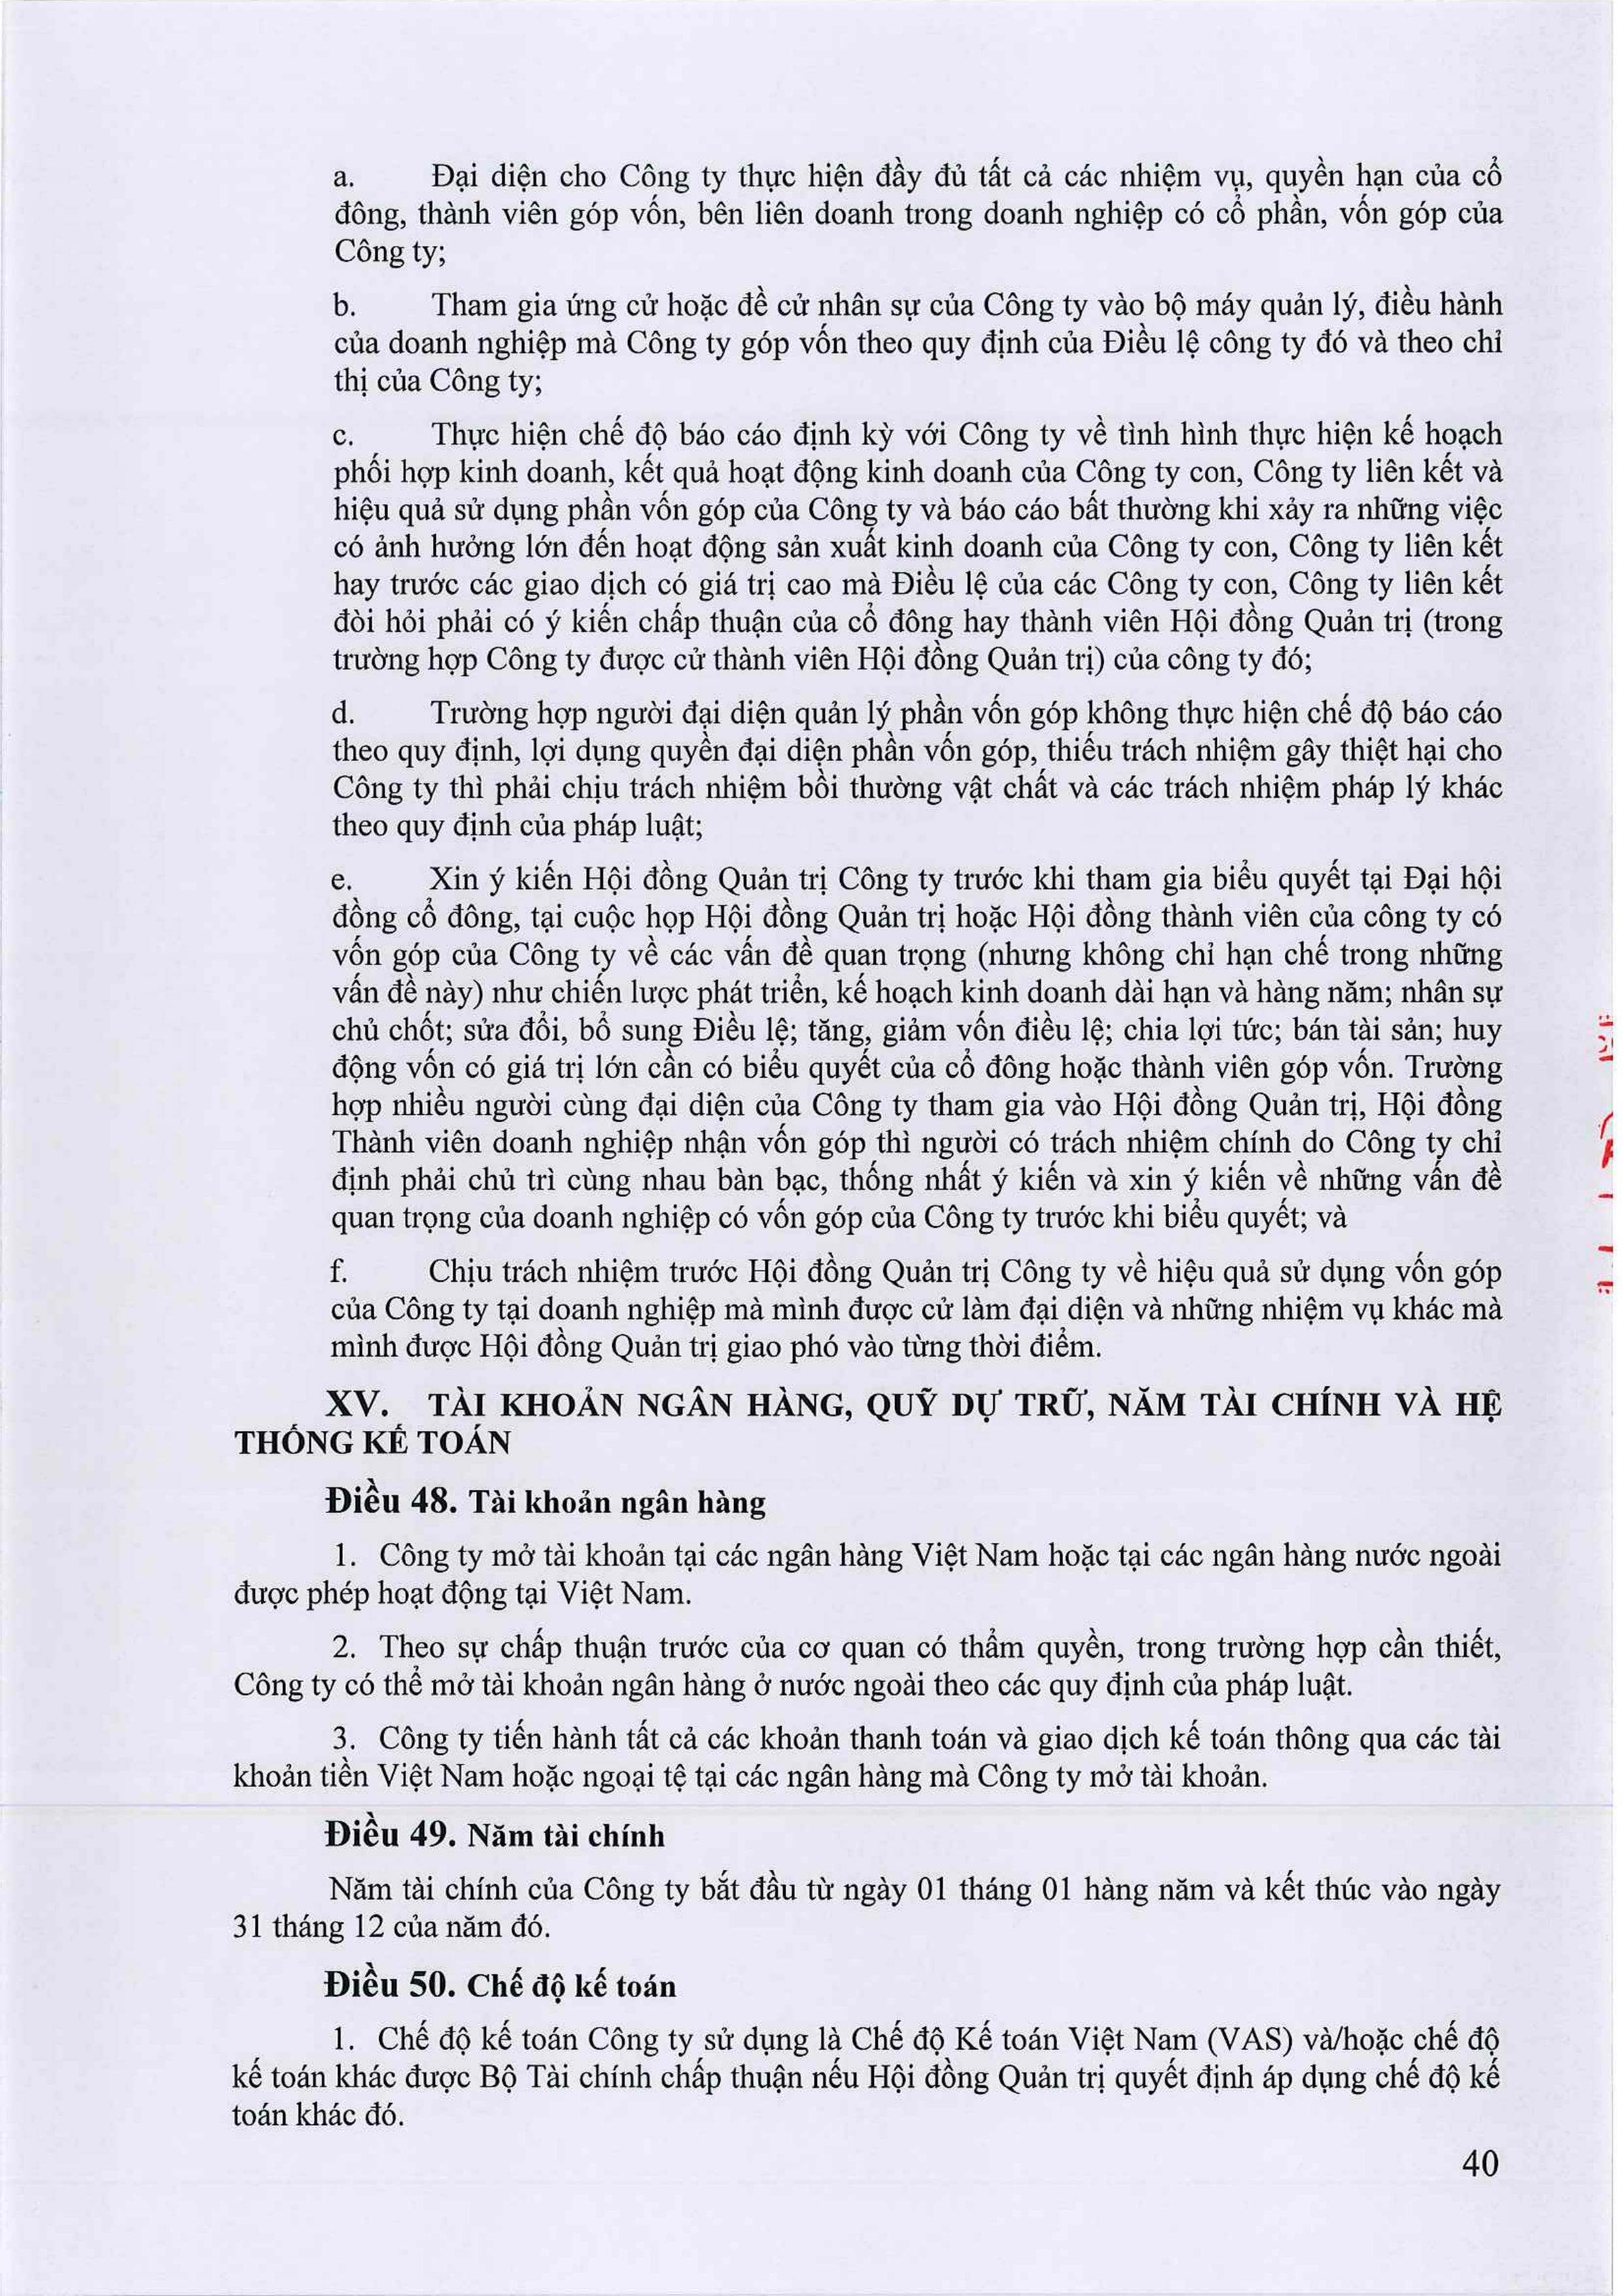 a. Đại diện cho Công ty thực hiện đầy đủ tất cả các nhiệm vụ, quyền hạn của cổ
đông, thành viên góp vốn, bên liên doanh trong doanh nghiệp có cổ phần, vốn góp của
Công ty;
b. Tham gia ứng cử hoặc đề cử nhân sự của Công ty vào bộ máy quản lý, điều hành
của doanh nghiệp mà Công ty góp vốn theo quy định của Điều lệ công ty đó và theo chỉ
thị của Công ty;
c. Thực hiện chế độ báo cáo định kỳ với Công ty về tình hình thực hiện kế hoạch
phối hợp kinh doanh, kết quả hoạt động kinh doanh của Công ty con, Công ty liên kết và
hiệu quả sử dụng phần vốn góp của Công ty và báo cáo bất thường khi xảy ra những việc
có ảnh hưởng lớn đến hoạt động sản xuất kinh doanh của Công ty con, Công ty liên kết
hay trước các giao dịch có giá trị cao mà Điều lệ của các Công ty con, Công ty liên kết
đòi hỏi phải có ý kiến chấp thuận của cổ đông hay thành viên Hội đồng Quản trị (trong
trường hợp Công ty được cử thành viên Hội đồng Quản trị) của công ty đó;
d. Trường hợp người đại diện quản lý phần vốn góp không thực hiện chế độ báo cáo
theo quy định, lợi dụng quyền đại diện phần vốn góp, thiếu trách nhiệm gây thiệt hại cho
Công ty thì phải chịu trách nhiệm bồi thường vật chất và các trách nhiệm pháp lý khác
theo quy định của pháp luật;
e. Xin ý kiến Hội đồng Quản trị Công ty trước khi tham gia biểu quyết tại Đại hội
đồng cổ đông, tại cuộc họp Hội đồng Quản trị hoặc Hội đồng thành viên của công ty có
vốn góp của Công ty về các vấn đề quan trọng (nhưng không chỉ hạn chế trong những
vấn đề này) như chiến lược phát triển, kế hoạch kinh doanh dài hạn và hàng năm; nhân sự
chủ chốt; sửa đổi, bổ sung Điều lệ; tăng, giảm vốn điều lệ; chia lợi tức; bán tài sản; huy
động vốn có giá trị lớn cần có biểu quyết của cổ đông hoặc thành viên góp vốn. Trường
hợp nhiều người cùng đại diện của Công ty tham gia vào Hội đồng Quản trị, Hội đồng
Thành viên doanh nghiệp nhận vốn góp thì người có trách nhiệm chính do Công ty chỉ
định phải chủ trì cùng nhau bàn bạc, thống nhất ý kiến và xin ý kiến về những vấn đề
quan trọng của doanh nghiệp có vốn góp của Công ty trước khi biểu quyết; và
f. Chịu trách nhiệm trước Hội đồng Quản trị Công ty về hiệu quả sử dụng vốn góp
của Công ty tại doanh nghiệp mà mình được cử làm đại diện và những nhiệm vụ khác mà
mình được Hội đồng Quản trị giao phó vào từng thời điểm.
XV. TÀI KHOẢN NGÂN HÀNG, QUỸ DỰ TRỮ, NĂM TÀI CHÍNH VÀ HỆ
THỐNG KẾ TOÁN
Điều 48. Tài khoản ngân hàng
1. Công ty mở tài khoản tại các ngân hàng Việt Nam hoặc tại các ngân hàng nước ngoài
được phép hoạt động tại Việt Nam.
2. Theo sự chấp thuận trước của cơ quan có thẩm quyền, trong trường hợp cần thiết,
Công ty có thể mở tài khoản ngân hàng ở nước ngoài theo các quy định của pháp luật.
3. Công ty tiến hành tất cả các khoản thanh toán và giao dịch kế toán thông qua các tài
khoản tiền Việt Nam hoặc ngoại tệ tại các ngân hàng mà Công ty mở tài khoản.
Điều 49. Năm tài chính
Năm tài chính của Công ty bắt đầu từ ngày 01 tháng 01 hàng năm và kết thúc vào ngày
31 tháng 12 của năm đó.
Điều 50. Chế độ kế toán
1. Chế độ kế toán Công ty sử dụng là Chế độ Kế toán Việt Nam (VAS) và/hoặc chế độ
kế toán khác được Bộ Tài chính chấp thuận nếu Hội đồng Quản trị quyết định áp dụng chế độ kế
toán khác đó.
40